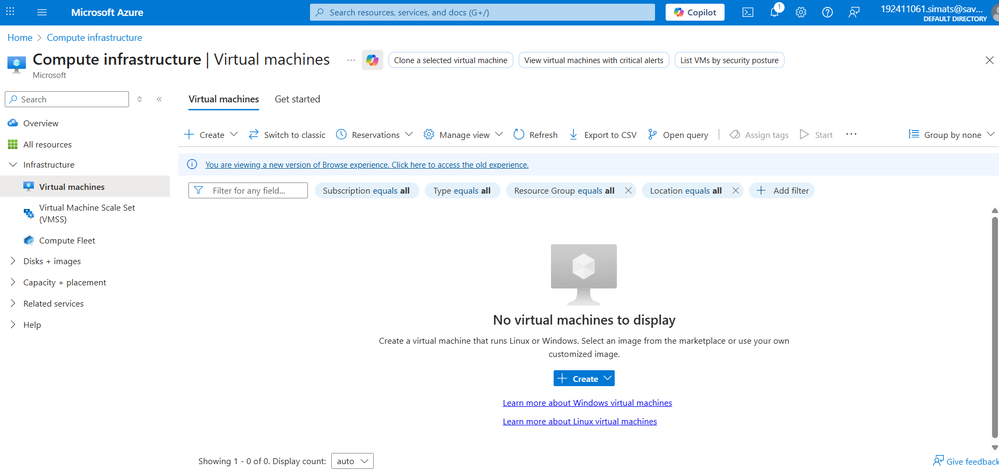 Microsoft Azure
Search resources, services, and docs (G+/)
Copilot
1
192411061.simats@sav...
DEFAULT DIRECTORY
Home > Compute infrastructure
Compute infrastructure | Virtual machines
...
Clone a selected virtual machine
View virtual machines with critical alerts
List VMs by security posture
Microsoft
Search
Overview
All resources
Infrastructure
Virtual machines
Virtual Machine Scale Set
(VMSS)
Compute Fleet
Disks + images
Capacity + placement
Related services
Help
Virtual machines
Get started
Create
Switch to classic
Reservations
Manage view
Refresh
Export to CSV
Open query
Assign tags
Start
...
Group by none
You are viewing a new version of Browse experience. Click here to access the old experience.
Filter for any field...
Subscription equals all
Type equals all
Resource Group equals all
Location equals all
Add filter
No virtual machines to display
Create a virtual machine that runs Linux or Windows. Select an image from the marketplace or use your own
customized image.
Create
Learn more about Windows virtual machines
Learn more about Linux virtual machines
Showing 1 - 0 of 0. Display count:
auto
Give feedback